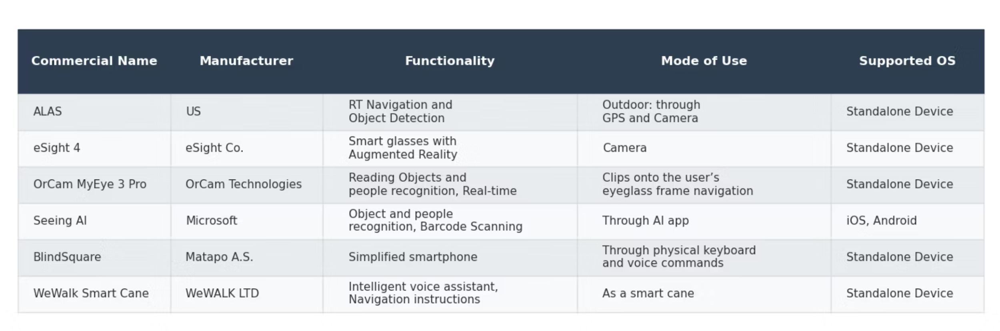 Commercial Name Manufacturer Functionality Mode of Use Supported OS
ALAS US RT Navigation and Object Detection Outdoor: through GPS and Camera Standalone Device
eSight 4 eSight Co. Smart glasses with Augmented Reality Camera Standalone Device
OrCam MyEye 3 Pro OrCam Technologies Reading Objects and people recognition, Real-time Clips onto the user’s eyeglass frame navigation Standalone Device
Seeing AI Microsoft Object and people recognition, Barcode Scanning Through AI app iOS, Android
BlindSquare Matapo A.S. Simplified smartphone Through physical keyboard and voice commands Standalone Device
WeWalk Smart Cane WeWALK LTD Intelligent voice assistant, Navigation instructions As a smart cane Standalone Device